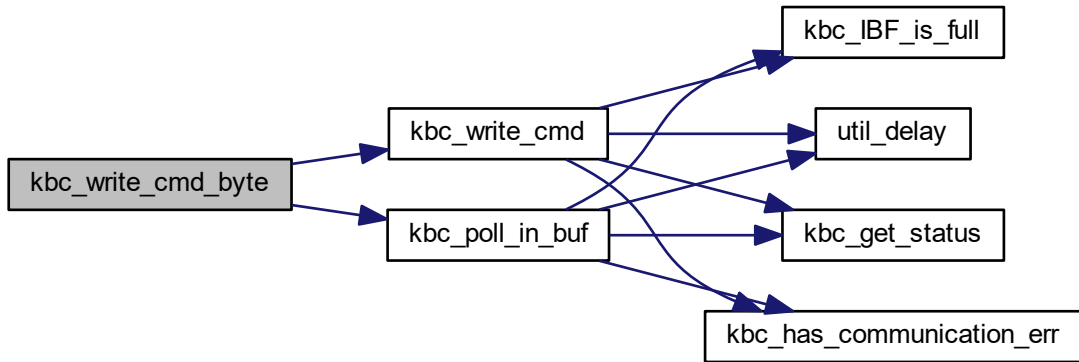 kbc_IBF_is_full
kbc_write_cmd
util_delay
kbc_write_cmd_byte
kbc_poll_in_buf
kbc_get_status
kbc_has_communication_err